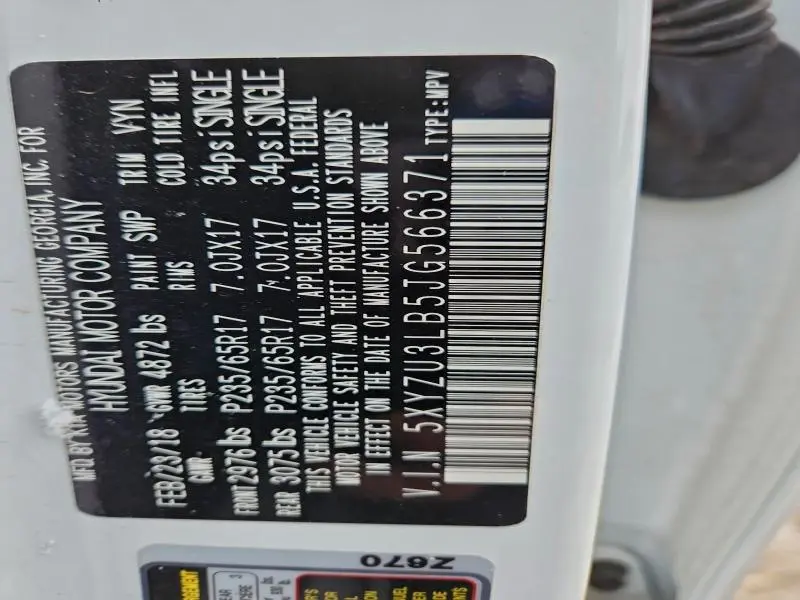 MFD BY KIA MOTORS MANUFACTURING GEORGIA, INC. FOR
HYUNDAI MOTOR COMPANY
FEB/28/18 GVWR 4872 lbs PAINT SWP TRIM VYN
GAWR TIRES RIMS COLD TIRE INFL
FRONT 2976 lbs P235/65R17 7.0JX17 34psi SINGLE
REAR 3075 lbs P235/65R17 7.0JX17 34psi SINGLE
THIS VEHICLE CONFORMS TO ALL APPLICABLE U.S.A. FEDERAL
MOTOR VEHICLE SAFETY AND THEFT PREVENTION STANDARDS
IN EFFECT ON THE DATE OF MANUFACTURE SHOWN ABOVE
V.I.N 5XYZU3LB5JG566371 TYPE:MPV
Z670